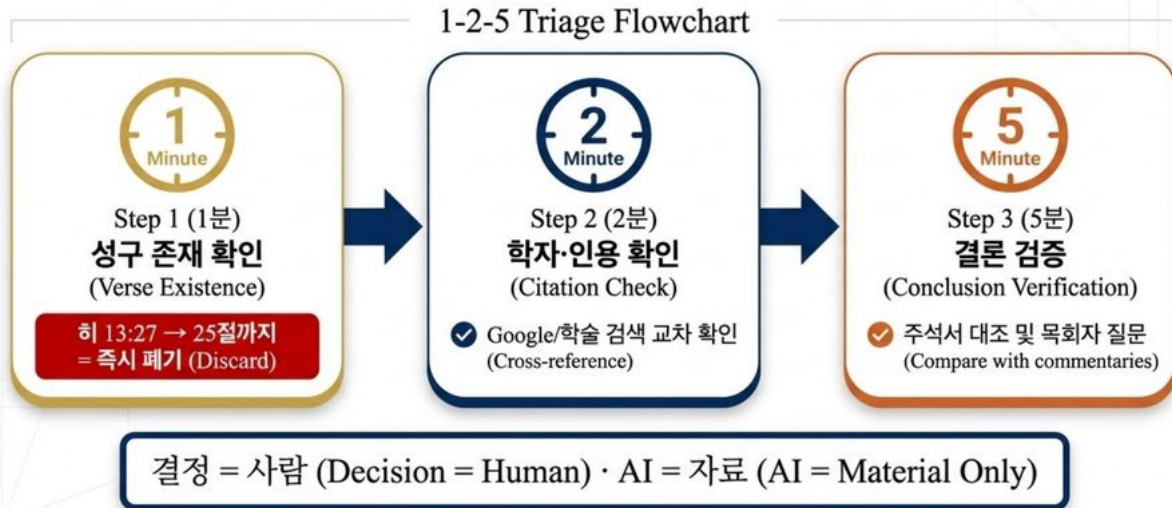 1-2-5 Triage Flowchart
1
Minute
Step 1 (1분)
성구 존재 확인
(Verse Existence)
히 13:27 → 25절까지
= 즉시 폐기 (Discard)
2
Minute
Step 2 (2분)
학자·인용 확인
(Citation Check)
Google/학술 검색 교차 확인
(Cross-reference)
5
Minute
Step 3 (5분)
결론 검증
(Conclusion Verification)
주석서 대조 및 목회자 질문
(Compare with commentaries)
결정 = 사람 (Decision = Human) · AI = 자료 (AI = Material Only)